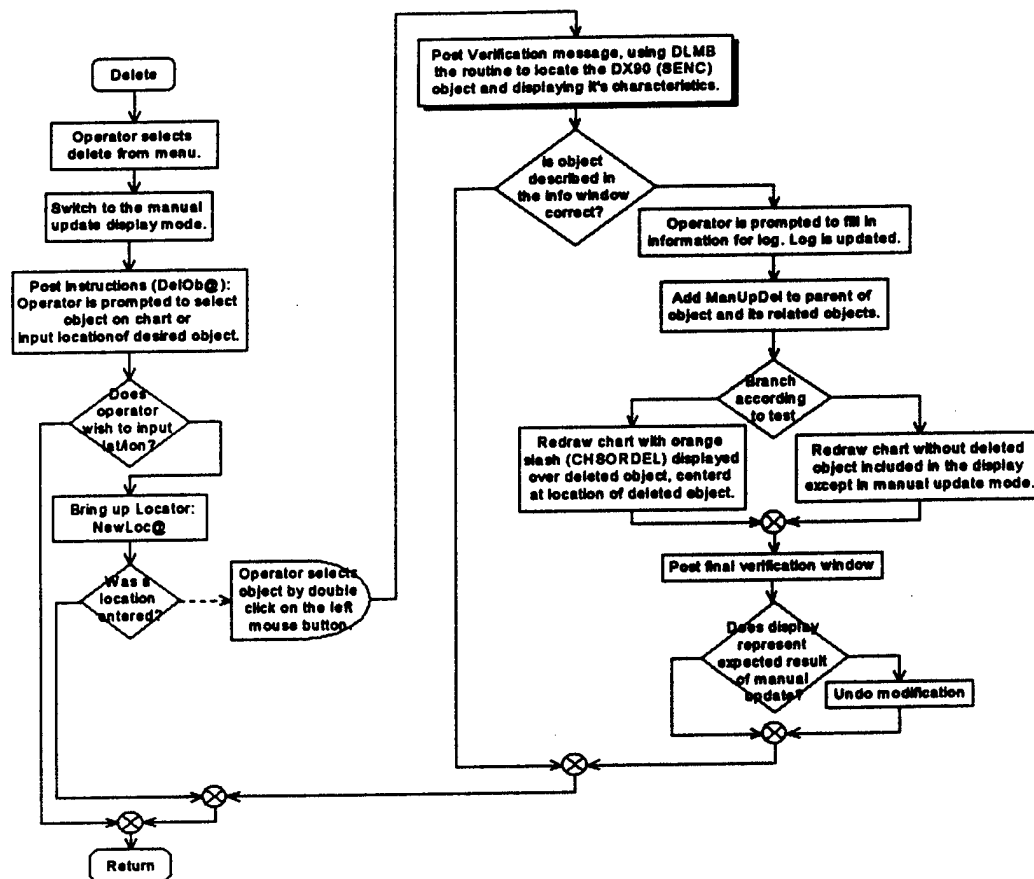 Delete
Operator selects
delete from menu.
Switch to the manual
update display mode.
Post Instructions (DelOb@):
Operator is prompted to select
object on chart or
input locationof desired object.
Does
operator
wish to input
lat/lon?
Bring up Locator:
NewLoc@
Was a
location
entered?
Operator selects
object by double
click on the left
mouse button.
Post Verification message, using DLMB
the routine to locate the DX90 (SENC)
object and displaying it's characteristics.
Is object
described in
the info window
correct?
Operator is prompted to fill in
information for log. Log is updated.
Add ManUpDel to parent of
object and its related objects.
Branch
according
to test
Redraw chart with orange
slash (CHSORDEL) displayed
over deleted object, centerd
at location of deleted object.
Redraw chart without deleted
object included in the display
except in manual update mode.
Post final verification window
Does display
represent
expected result
of manual
update?
Undo modification
Return